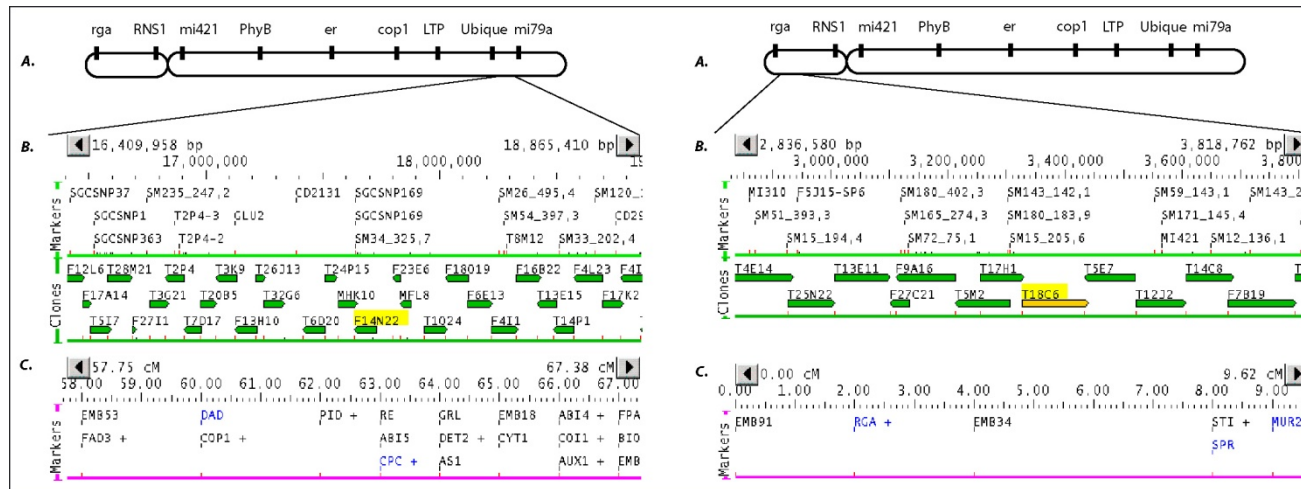 rga RNS1 mi421 PhyB er cop1 LTP Ubique mi79a
A.
B.
16,409,958 bp 18,865,410 bp
17,000,000 18,000,000
Markers
SGCSNP37 SM235_247,2 CD2131 SGCSNP169 SM26_495,4
SGCSNP1 T2P4-3 GLU2 SGCSNP169 SM54_397,3
SGCSNP363 T2P4-2 SM34_325,7 T8M12 SM33_202,4
Clones
F12L6 T28M21 T2P4 T3K9 T26J13 T24P15 F23E6 F18O19 F16B22 F4L23
F17A14 T3G21 T20B5 T32G6 MHK10 MFL8 F6E13 T13E15 F17K2
T5I7 F27I1 T7D17 F13H10 T6D20 F14N22 T1O24 F4I1 T14P1
C.
57.75 cM 67.38 cM
58.00 59.00 60.00 61.00 62.00 63.00 64.00 65.00 66.00 67.00
Markers
EMB53 DAD PID + RE GRL EMB18 ABI4 + FPA
FAD3 + COP1 + ABI5 DET2 + CYT1 COI1 + BIO
CPC + AS1 AUX1 + EMB
rga RNS1 mi421 PhyB er cop1 LTP Ubique mi79a
A.
B.
2,836,580 bp 3,818,762 bp
3,000,000 3,200,000 3,400,000 3,600,000
Markers
MI310 F5J15-SP6 SM180_402,3 SM143_142,1 SM59_143,1 SM143_2
SM51_393,3 SM165_274,3 SM180_183,9 SM171_145,4
SM15_194,4 SM72_75,1 SM15_205,6 MI421 SM12_136,1
Clones
T4E14 T13E11 F9A16 T17H1 T5E7 T14C8
T25N22 F27C21 T5M2 T18C6 T12J2 F7B19
C.
0.00 cM 9.62 cM
0.00 1.00 2.00 3.00 4.00 5.00 6.00 7.00 8.00 9.00
Markers
EMB91 RGA + EMB34 STI + MUR2
SPR